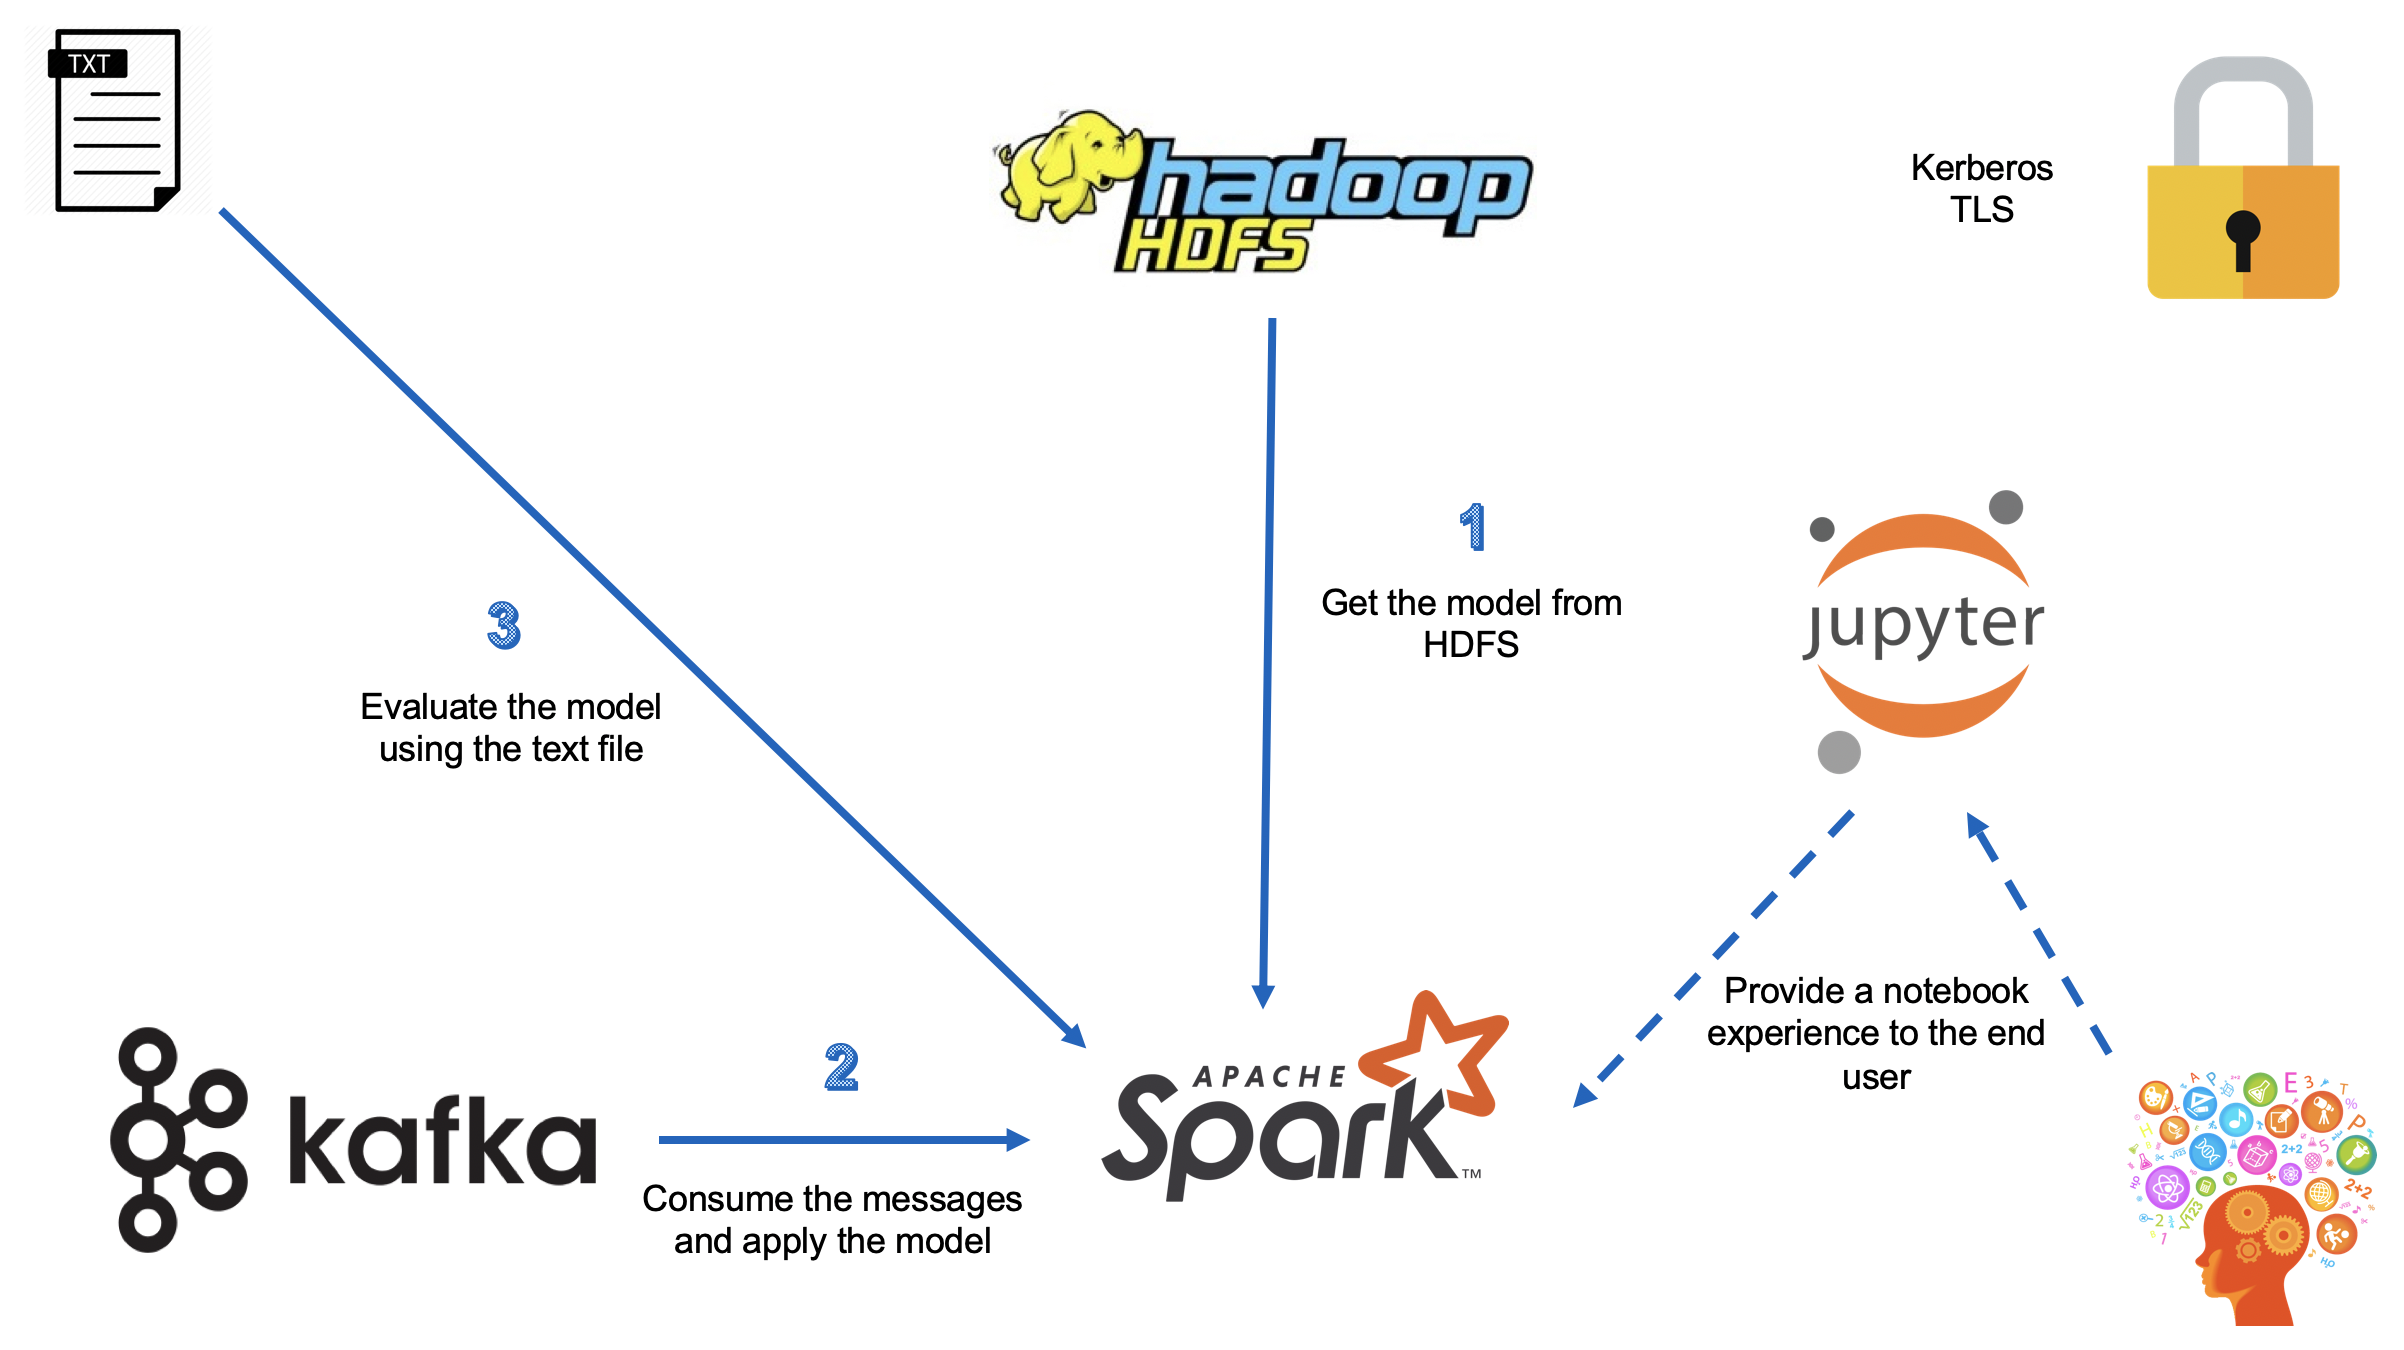 TXT
hadoop
HDFS
Kerberos
TLS
1
Get the model from
HDFS
jupyter
3
Evaluate the model
using the text file
2
kafka
Consume the messages
and apply the model
APACHE
Spark™
Provide a notebook
experience to the end
user